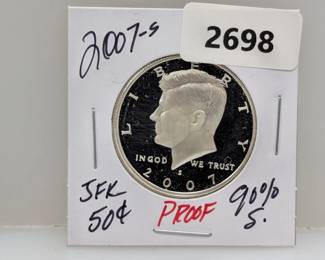 2007-S
2698
LIBERTY
IN GOD WE TRUST
S
2007
JFK
50¢
PROOF
90%
S.